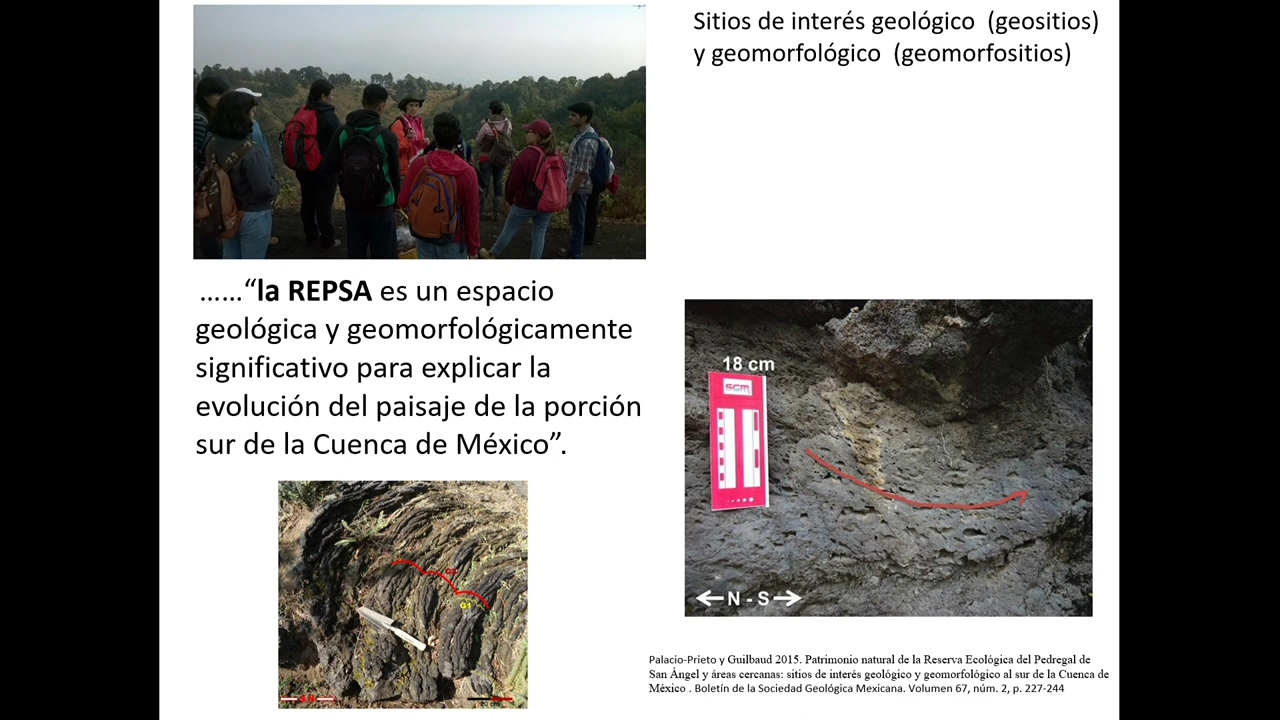 Sitios de interés geológico (geositios)
y geomorfológico (geomorfositios)
……“la REPSA es un espacio
geológica y geomorfológicamente
significativo para explicar la
evolución del paisaje de la porción
sur de la Cuenca de México”.
18 cm
SGM
N - S
G1
Palacio-Prieto y Guilbaud 2015. Patrimonio natural de la Reserva Ecológica del Pedregal de
San Ángel y áreas cercanas: sitios de interés geológico y geomorfológico al sur de la Cuenca de
México . Boletín de la Sociedad Geológica Mexicana. Volumen 67, núm. 2, p. 227-244